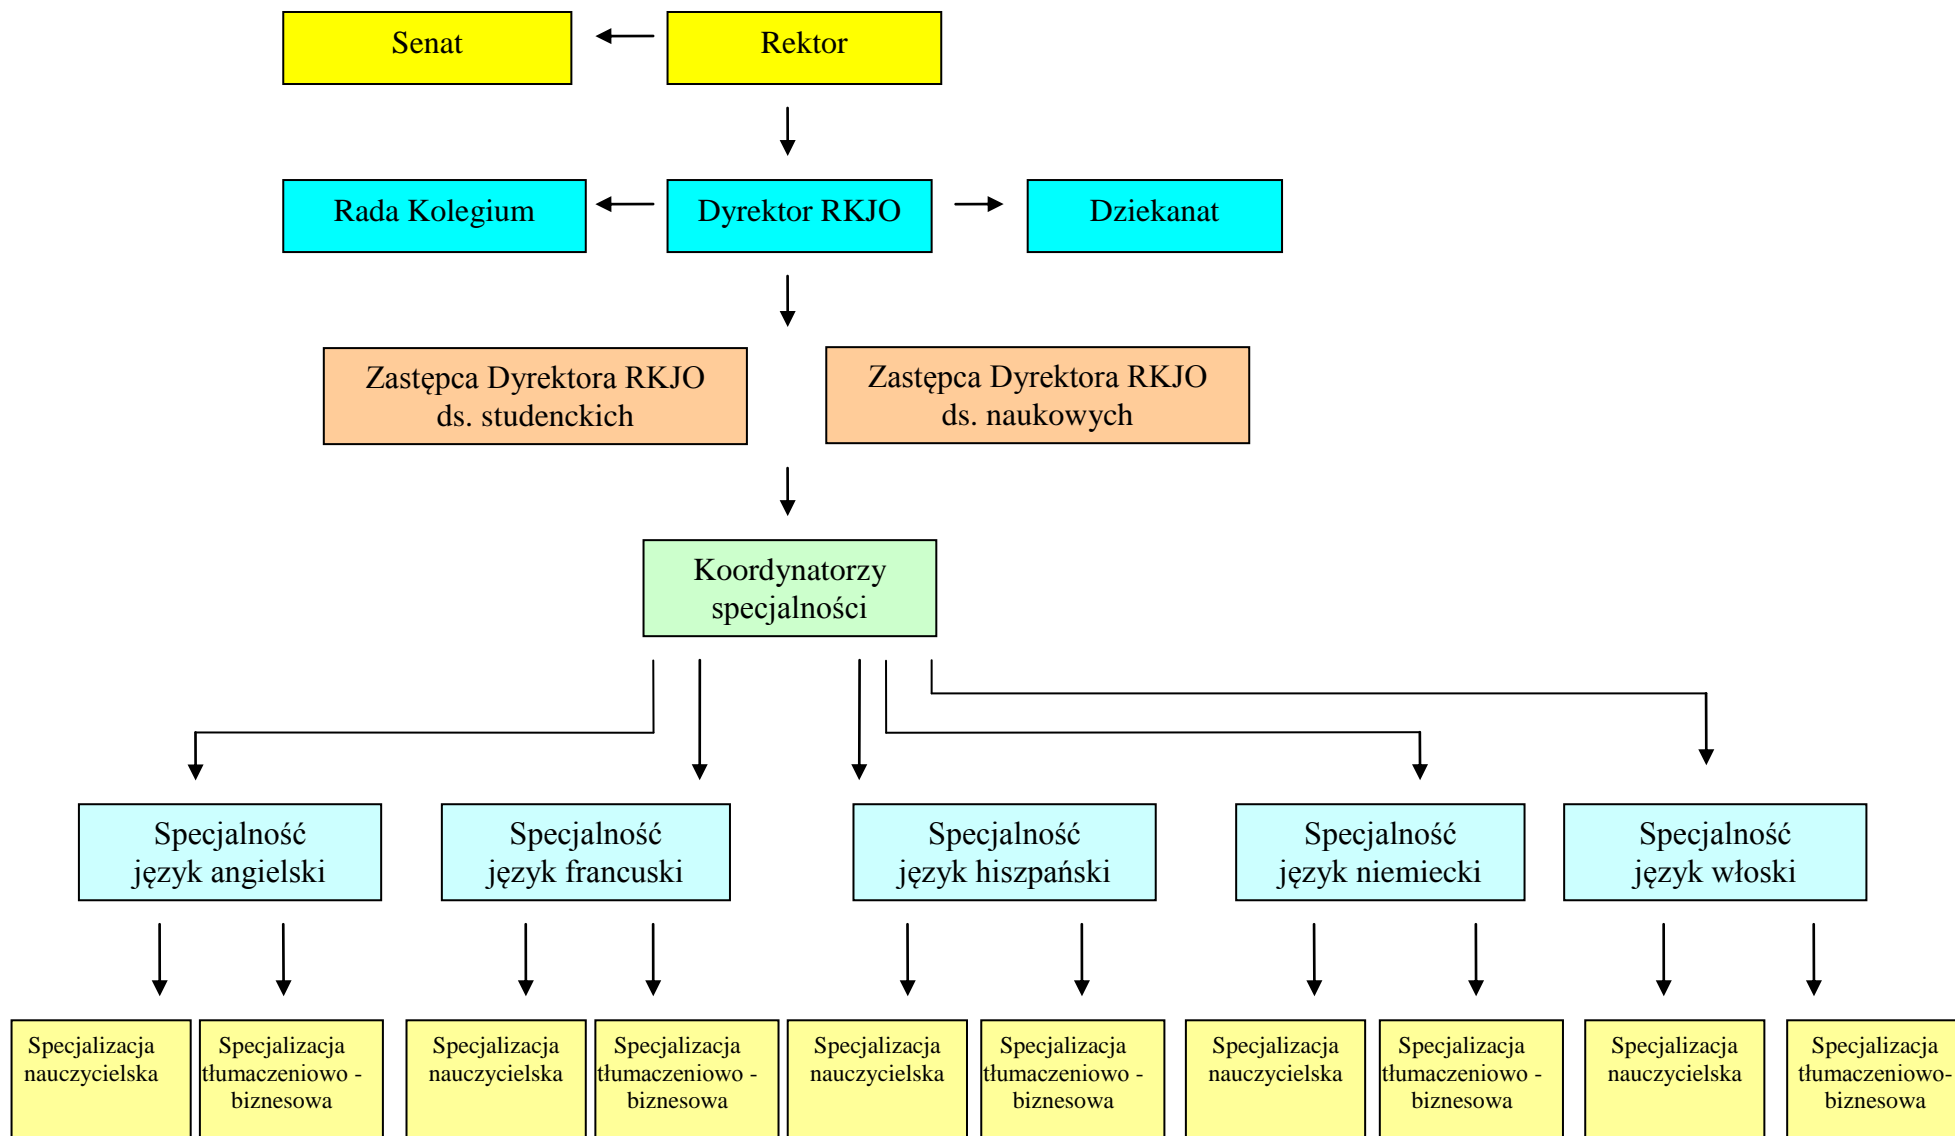 Senat
Rektor
Rada Kolegium
Dyrektor RKJO
Dziekanat
Zastępca Dyrektora RKJO
ds. studenckich
Zastępca Dyrektora RKJO
ds. naukowych
Koordynatorzy
specjalności
Specjalność
język angielski
Specjalność
język francuski
Specjalność
język hiszpański
Specjalność
język niemiecki
Specjalność
język włoski
Specjalizacja
nauczycielska
Specjalizacja
tłumaczeniowo -
biznesowa
Specjalizacja
nauczycielska
Specjalizacja
tłumaczeniowo -
biznesowa
Specjalizacja
nauczycielska
Specjalizacja
tłumaczeniowo -
biznesowa
Specjalizacja
nauczycielska
Specjalizacja
tłumaczeniowo -
biznesowa
Specjalizacja
nauczycielska
Specjalizacja
tłumaczeniowo-
biznesowa